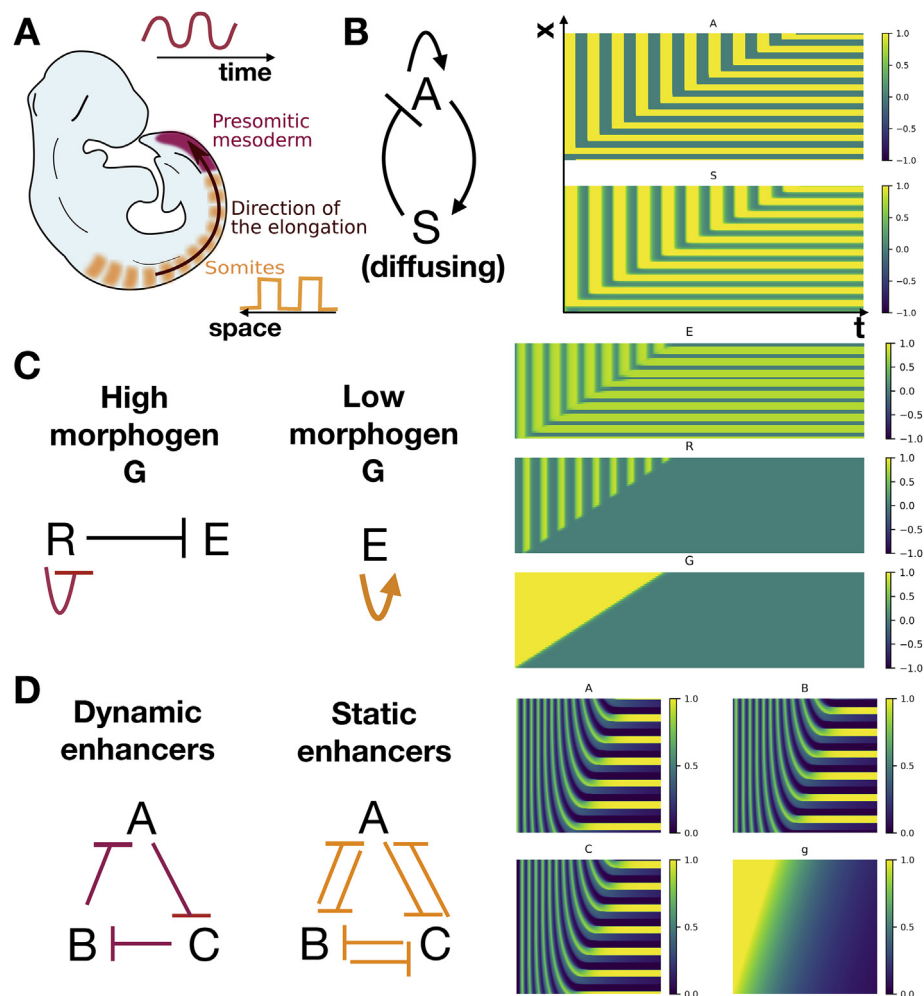 A
time
Presomitic
mesoderm
Direction of
the elongation
Somites
space
B
A
S
(diffusing)
x
A
1.0
0.5
0.0
−0.5
−1.0
S
1.0
0.5
0.0
−0.5
−1.0
t
C
High
morphogen
G
Low
morphogen
G
R
E
E
E
1.0
0.5
0.0
−0.5
−1.0
R
1.0
0.5
0.0
−0.5
−1.0
G
1.0
0.5
0.0
−0.5
−1.0
D
Dynamic
enhancers
Static
enhancers
A
B
C
A
B
C
A
1.0
0.5
0.0
B
1.0
0.5
0.0
C
1.0
0.5
0.0
g
1.0
0.5
0.0